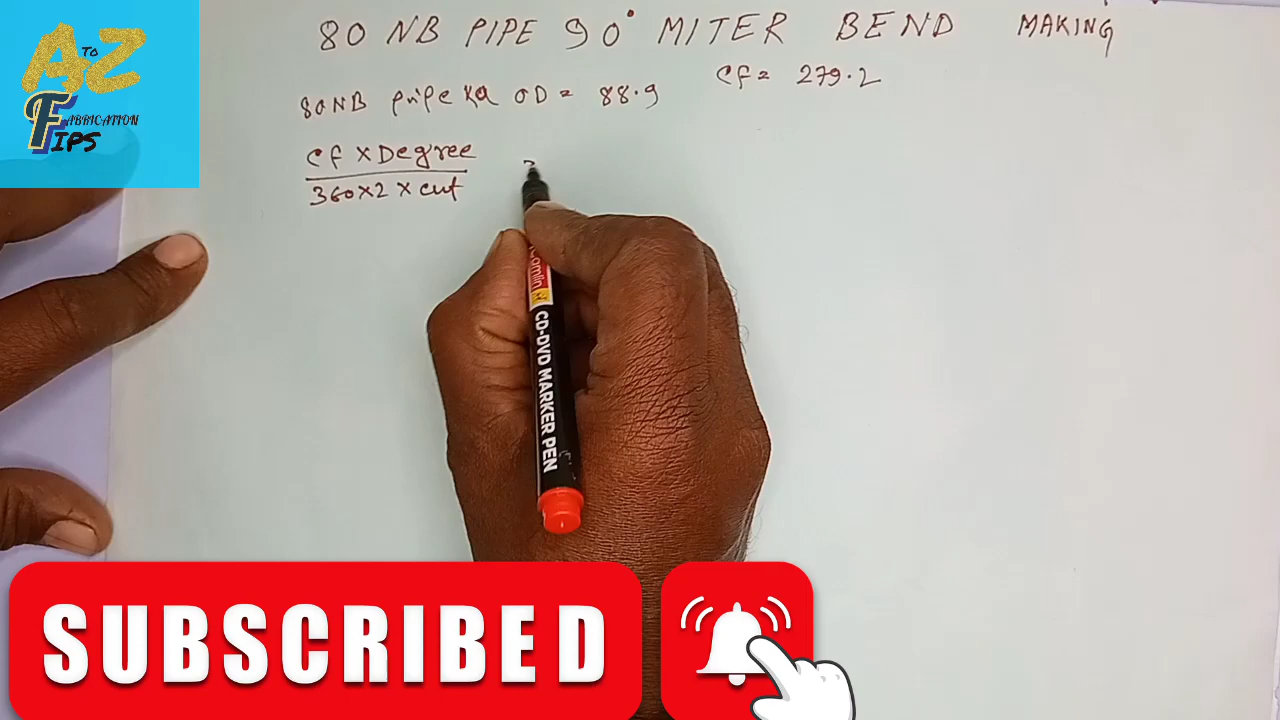 A TO Z
FABRICATION
TIPS
80 NB PIPE 90° MITER BEND MAKING
80NB pipe ka OD = 88.9
CF = 279.2
CF X Degree
360X2 X cut
Camlin
CD-DVD MARKER PEN
SUBSCRIBED